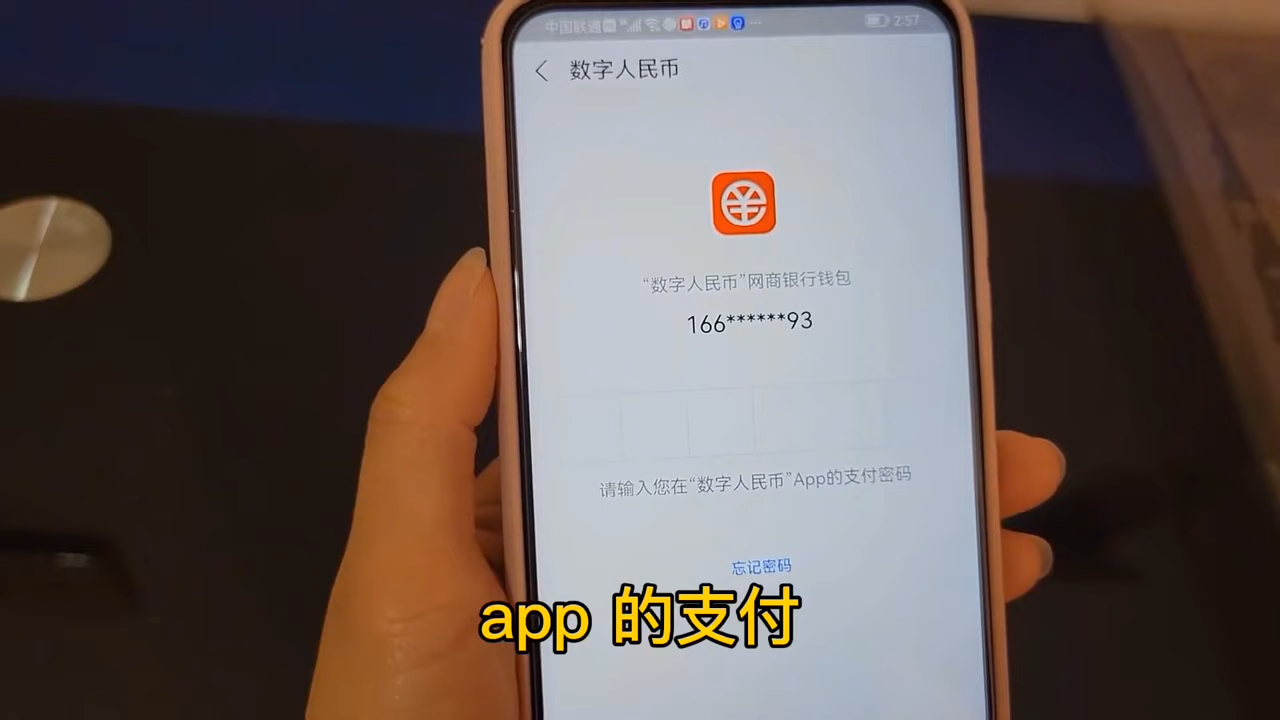 中国联通 2:57
数字人民币
“数字人民币”网商银行钱包
166******93
请输入您在“数字人民币”App的支付密码
忘记密码
app 的支付